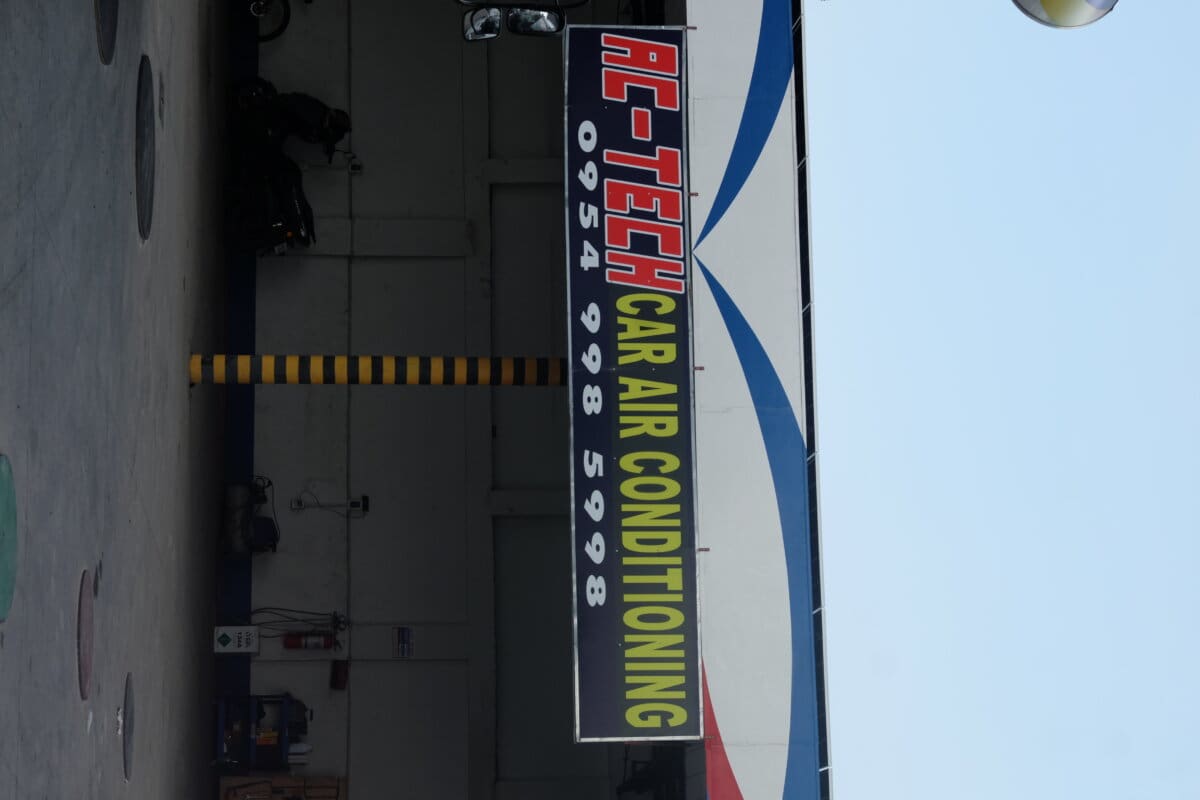 AC-TECH CAR AIR CONDITIONING
0954 998 5998